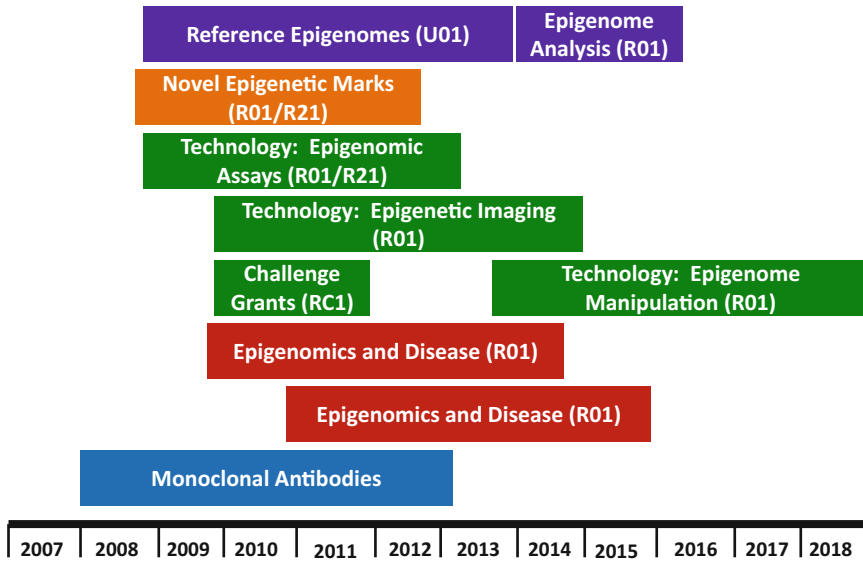 Reference Epigenomes (U01)
Epigenome
Analysis (R01)
Novel Epigenetic Marks
(R01/R21)
Technology:  Epigenomic
Assays (R01/R21)
Technology:  Epigenetic Imaging
(R01)
Challenge
Grants (RC1)
Technology:  Epigenome
Manipulation (R01)
Epigenomics and Disease (R01)
Epigenomics and Disease (R01)
Monoclonal Antibodies
2007 2008 2009 2010 2011 2012 2013 2014 2015 2016 2017 2018